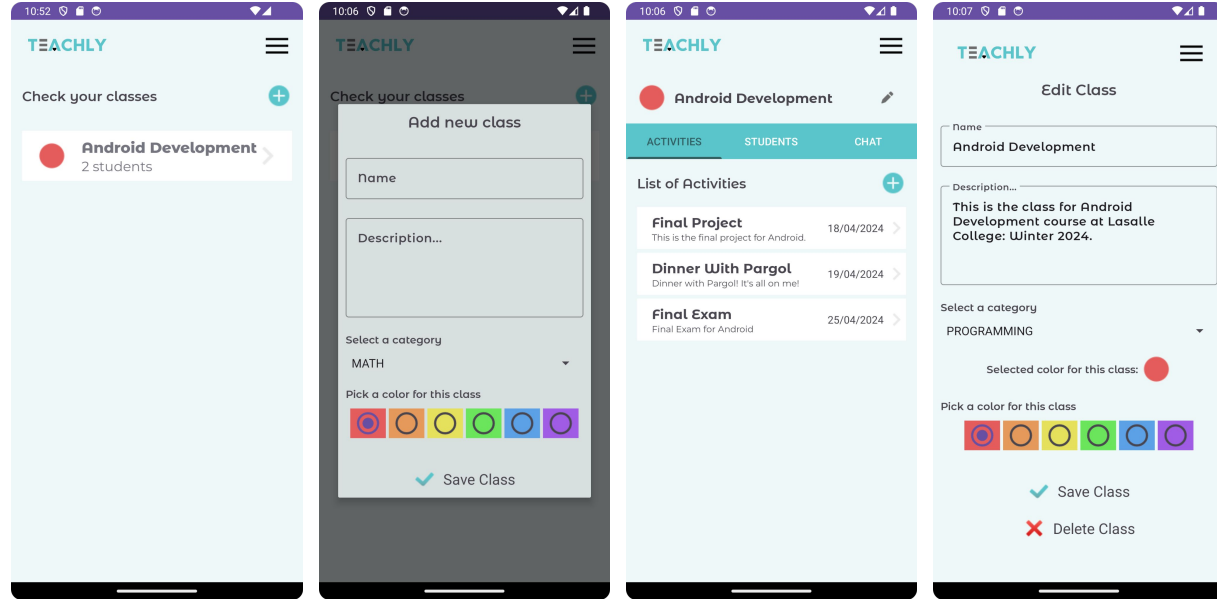 10:52
TEACHLY
Check your classes
Android Development
2 students
10:06
TEACHLY
Check your classes
Add new class
Name
Description...
Select a category
MATH
Pick a color for this class
Save Class
10:06
TEACHLY
Android Development
ACTIVITIES STUDENTS CHAT
List of Activities
Final Project
This is the final project for Android.
18/04/2024
Dinner With Pargol
Dinner with Pargol! It's all on me!
19/04/2024
Final Exam
Final Exam for Android
25/04/2024
10:07
TEACHLY
Edit Class
Name
Android Development
Description...
This is the class for Android
Development course at Lasalle
College: Winter 2024.
Select a category
PROGRAMMING
Selected color for this class:
Pick a color for this class
Save Class
Delete Class